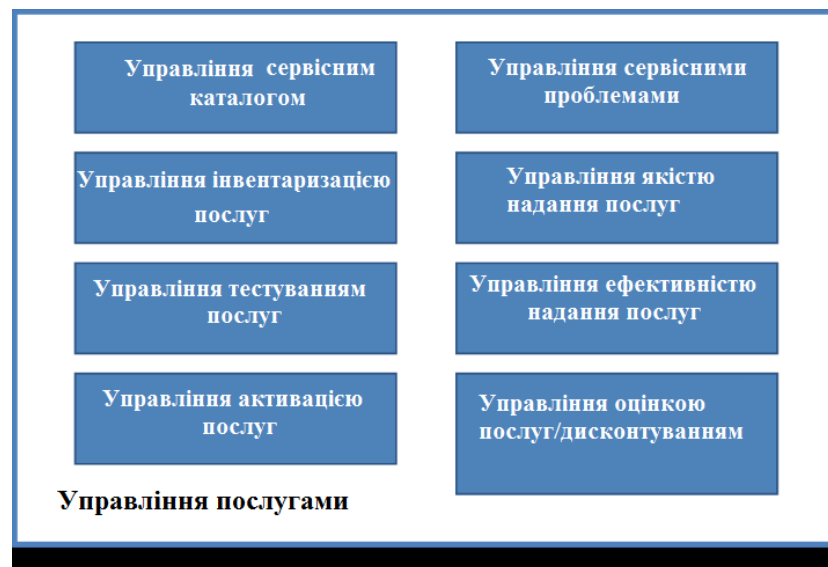 Управління сервісним
каталогом
Управління інвентаризацією
послуг
Управління тестуванням
послуг
Управління активацією
послуг
Управління сервісними
проблемами
Управління якістю
надання послуг
Управління ефективністю
надання послуг
Управління оцінкою
послуг/дисконтуванням
Управління послугами